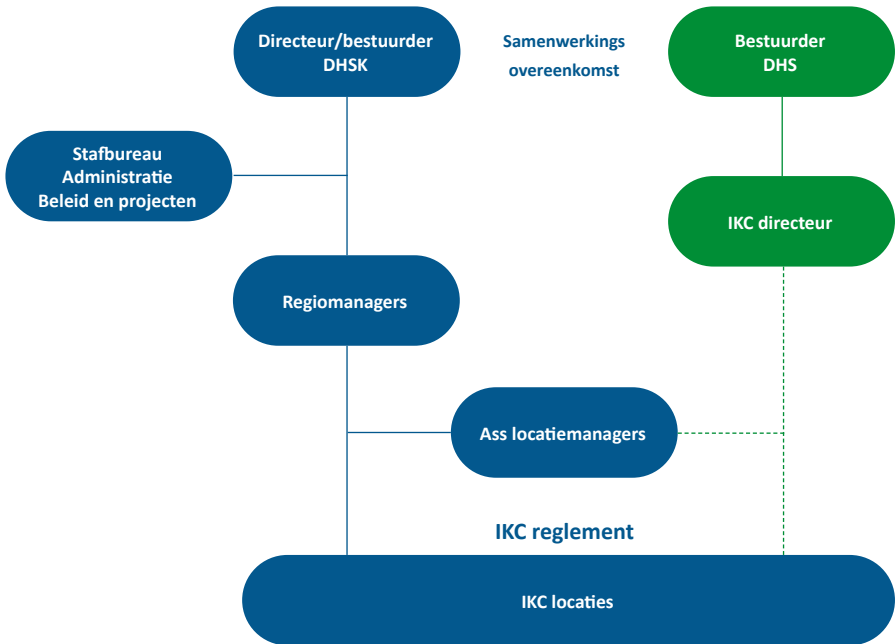 Directeur/bestuurder
DHSK
Samenwerkings
overeenkomst
Bestuurder
DHS
Stafbureau
Administratie
Beleid en projecten
IKC directeur
Regiomanagers
Ass locatiemanagers
IKC reglement
IKC locaties